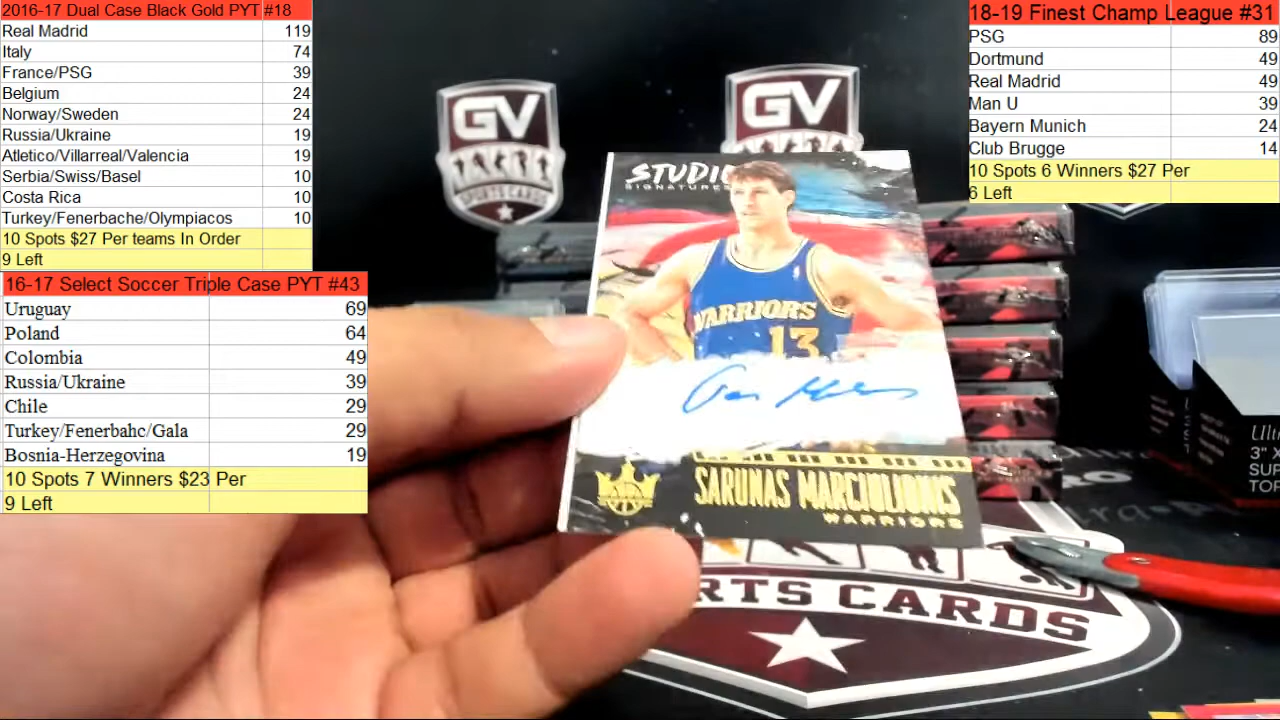 2016-17 Dual Case Black Gold PYT #18
Real Madrid 119
Italy 74
France/PSG 39
Belgium 24
Norway/Sweden 24
Russia/Ukraine 19
Atletico/Villarreal/Valencia 19
Serbia/Swiss/Basel 10
Costa Rica 10
Turkey/Fenerbache/Olympiacos 10
10 Spots $27 Per teams In Order
9 Left
16-17 Select Soccer Triple Case PYT #43
Uruguay 69
Poland 64
Colombia 49
Russia/Ukraine 39
Chile 29
Turkey/Fenerbahc/Gala 29
Bosnia-Herzegovina 19
10 Spots 7 Winners $23 Per
9 Left
18-19 Finest Champ League #31
PSG 89
Dortmund 49
Real Madrid 49
Man U 39
Bayern Munich 24
Club Brugge 14
10 Spots 6 Winners $27 Per
6 Left
GV
SPORTS CARDS
GV
STUDIO
SIGNATURES
WARRIORS
13
SARUNAS MARCIULIONIS
WARRIORS
RTS CARDS
Ult
3" X
SUP
TOP